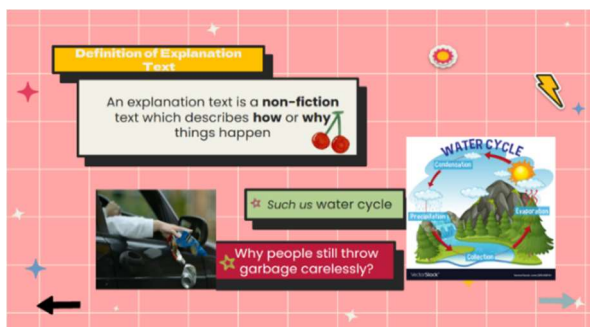 Definition of Explanation
Text
An explanation text is a non-fiction
text which describes how or why
things happen
WATER CYCLE
Condensation
Precipitation
Evaporation
Collection
Such us water cycle
Why people still throw
garbage carelessly?
VectorStock